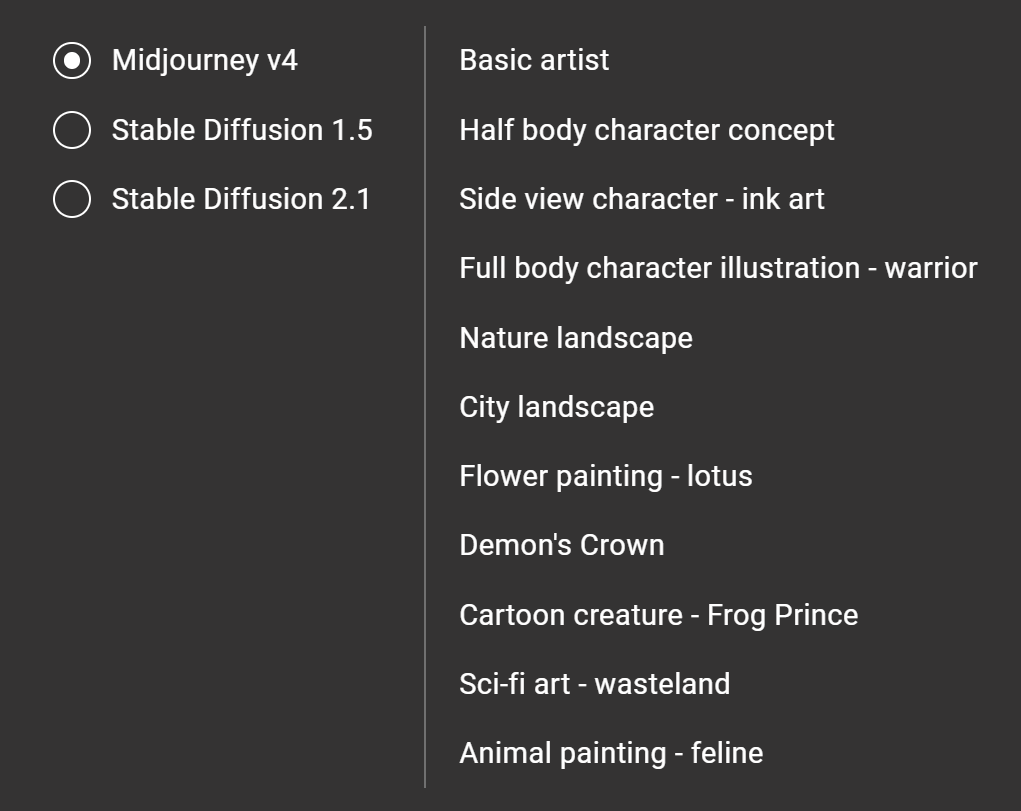 Midjourney v4
Stable Diffusion 1.5
Stable Diffusion 2.1
Basic artist
Half body character concept
Side view character - ink art
Full body character illustration - warrior
Nature landscape
City landscape
Flower painting - lotus
Demon's Crown
Cartoon creature - Frog Prince
Sci-fi art - wasteland
Animal painting - feline